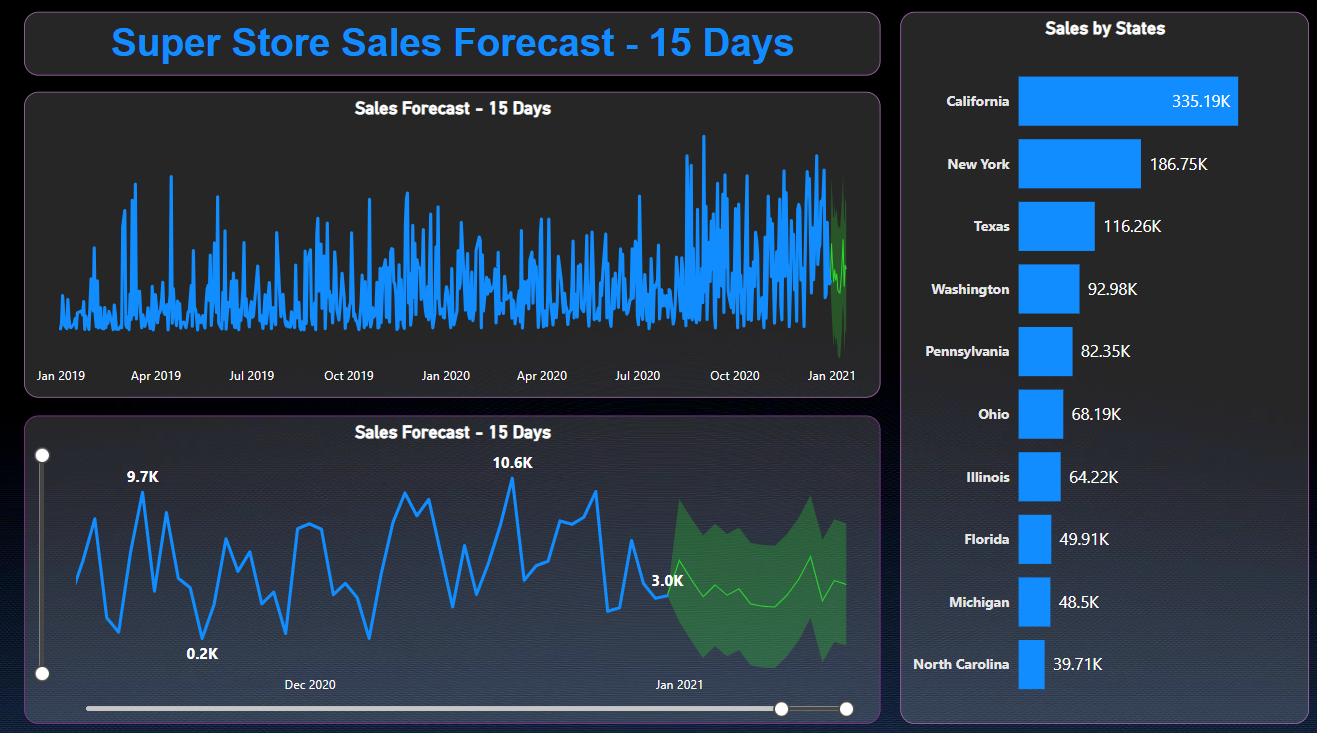 Super Store Sales Forecast - 15 Days
Sales Forecast - 15 Days
Jan 2019
Apr 2019
Jul 2019
Oct 2019
Jan 2020
Apr 2020
Jul 2020
Oct 2020
Jan 2021
Sales Forecast - 15 Days
9.7K
10.6K
3.0K
0.2K
Dec 2020
Jan 2021
Sales by States
California 335.19K
New York 186.75K
Texas 116.26K
Washington 92.98K
Pennsylvania 82.35K
Ohio 68.19K
Illinois 64.22K
Florida 49.91K
Michigan 48.5K
North Carolina 39.71K